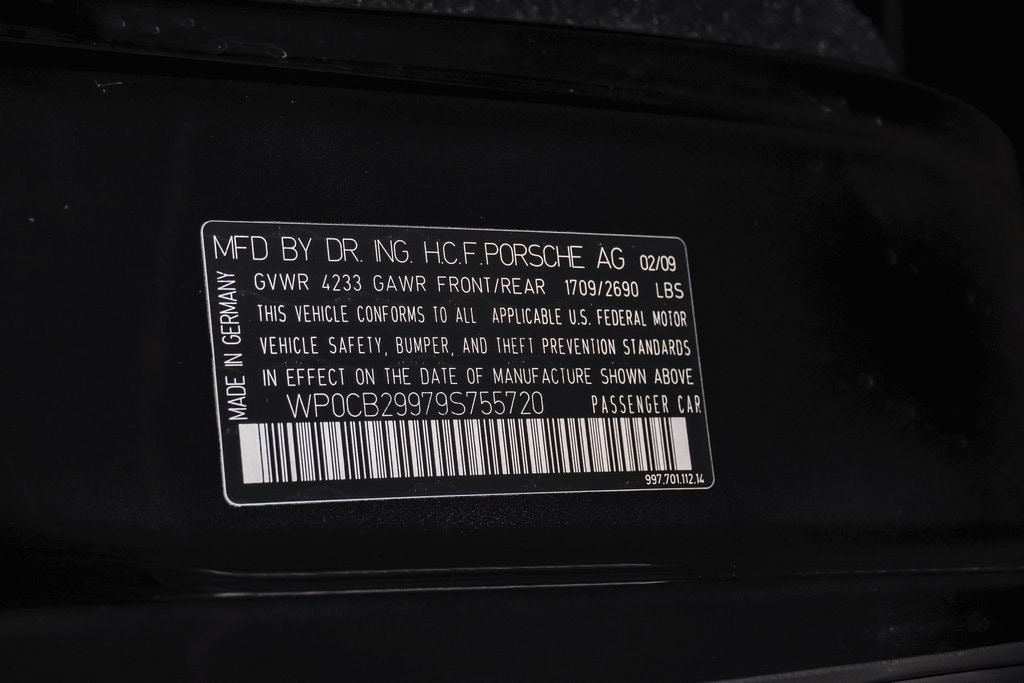 MFD BY DR. ING. H.C.F. PORSCHE AG 02/09
GVWR 4233 GAWR FRONT/REAR 1709/2690 LBS
THIS VEHICLE CONFORMS TO ALL APPLICABLE U.S. FEDERAL MOTOR
VEHICLE SAFETY, BUMPER, AND THEFT PREVENTION STANDARDS
IN EFFECT ON THE DATE OF MANUFACTURE SHOWN ABOVE
WP0CB29979S755720 PASSENGER CAR
997.701.112.14
MADE IN GERMANY